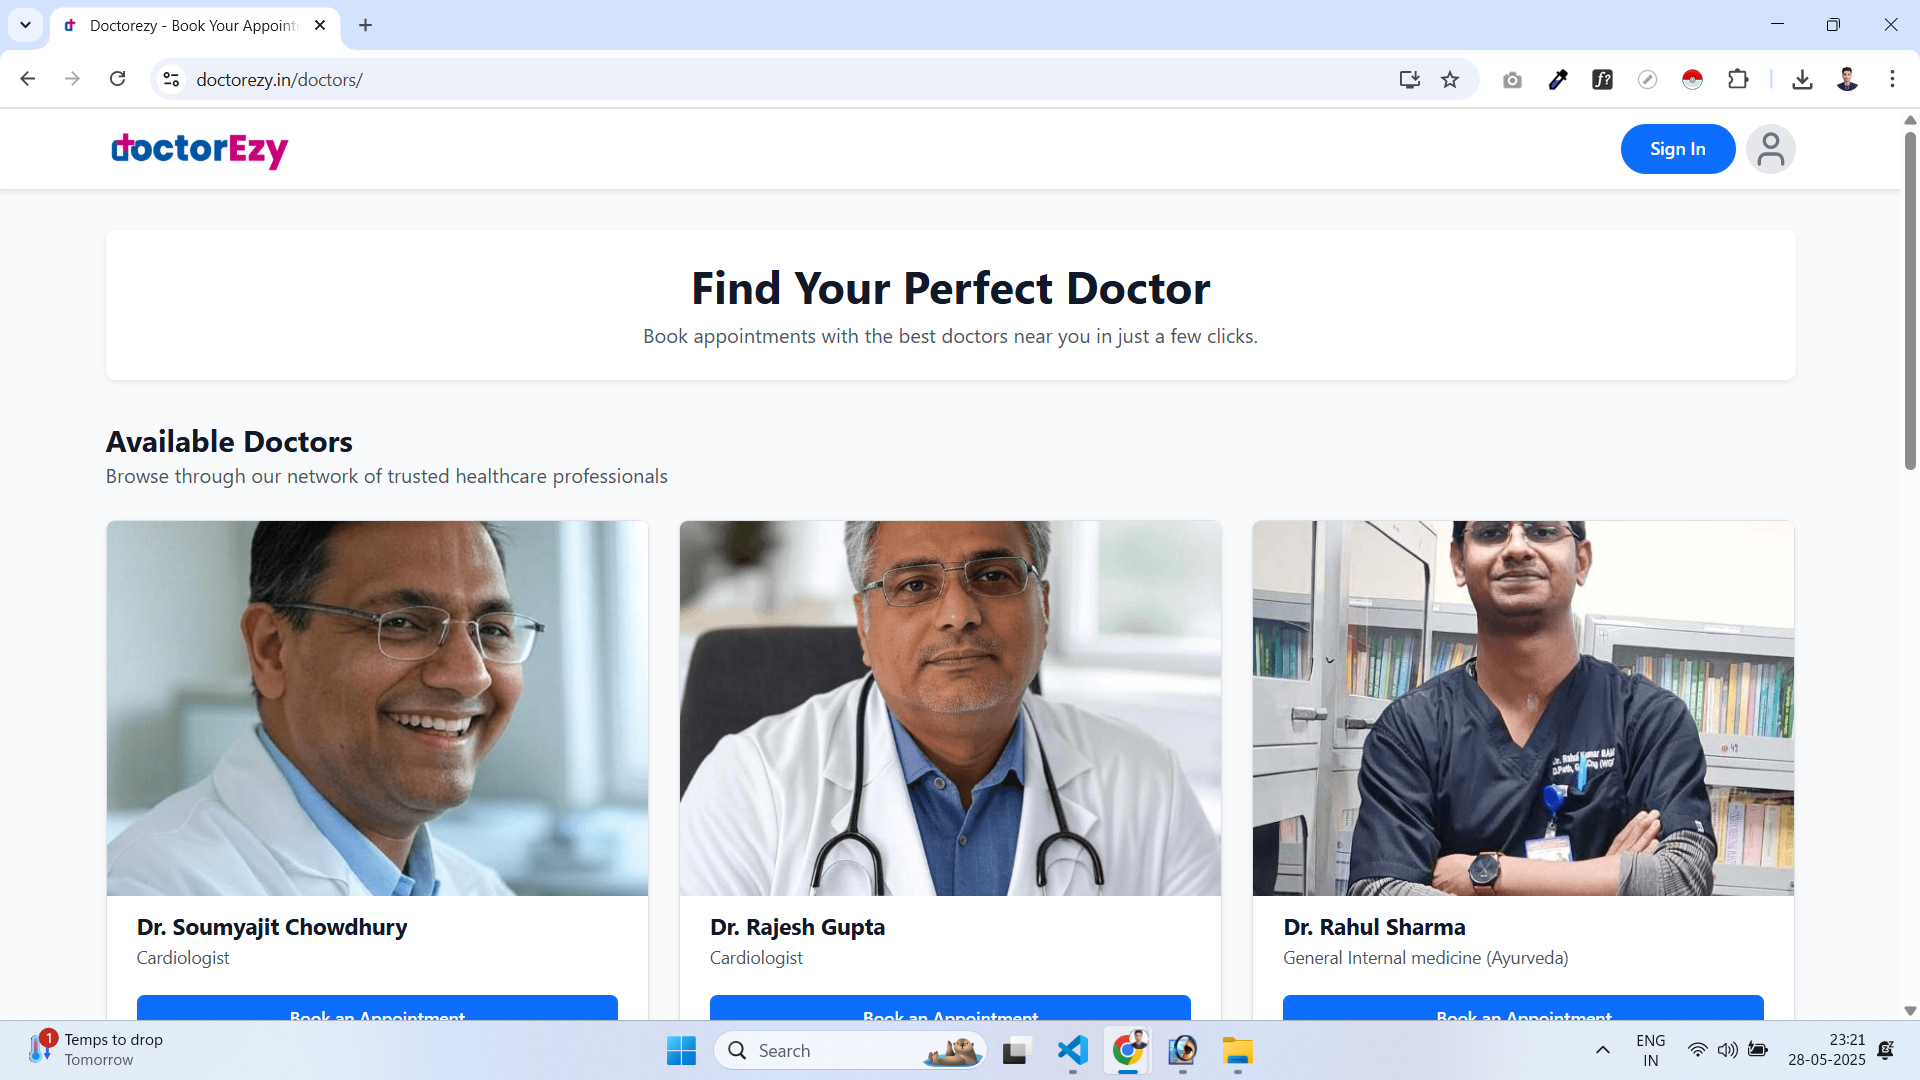 Doctorezy - Book Your Appoint
doctorezy.in/doctors/
doctorEzy
Sign In
Find Your Perfect Doctor
Book appointments with the best doctors near you in just a few clicks.
Available Doctors
Browse through our network of trusted healthcare professionals
Dr. Soumyajit Chowdhury
Cardiologist
Book an Appointment
Dr. Rajesh Gupta
Cardiologist
Book an Appointment
Dr. Rahul Sharma
General Internal medicine (Ayurveda)
Book an Appointment
1
Temps to drop
Tomorrow
Search
ENG
IN
23:21
28-05-2025